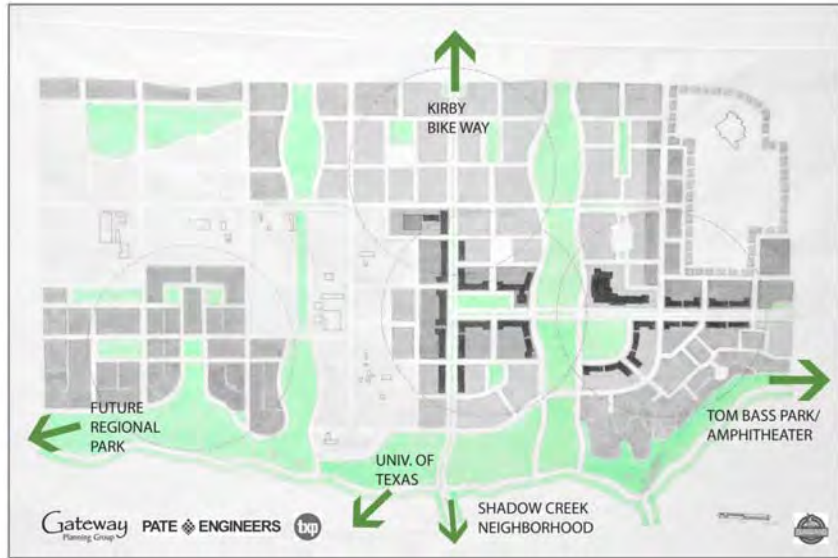 KIRBY
BIKE WAY
FUTURE
REGIONAL
PARK
UNIV. OF
TEXAS
SHADOW CREEK
NEIGHBORHOOD
TOM BASS PARK/
AMPHITHEATER
Gateway
Planning Group
PATE ENGINEERS
txp